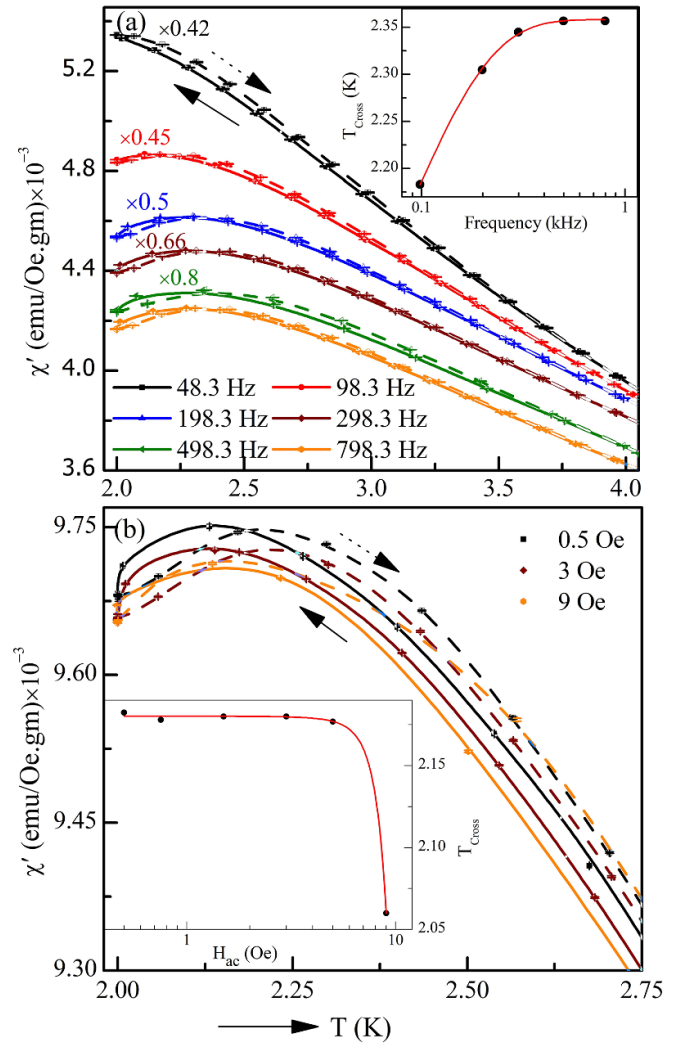 (a)
×0.42
×0.45
×0.5
×0.66
×0.8
χ′ (emu/Oe.gm)×10⁻³
5.2
4.8
4.4
4.0
3.6
48.3 Hz 98.3 Hz
198.3 Hz 298.3 Hz
498.3 Hz 798.3 Hz
2.0 2.5 3.0 3.5 4.0
T_Cross (K)
2.35
2.30
2.25
2.20
0.1 1
Frequency (kHz)
(b)
0.5 Oe
3 Oe
9 Oe
χ′ (emu/Oe.gm)×10⁻³
9.75
9.60
9.45
9.30
T_Cross
2.15
2.10
2.05
1 10
H_ac (Oe)
2.00 2.25 2.50 2.75
T (K)